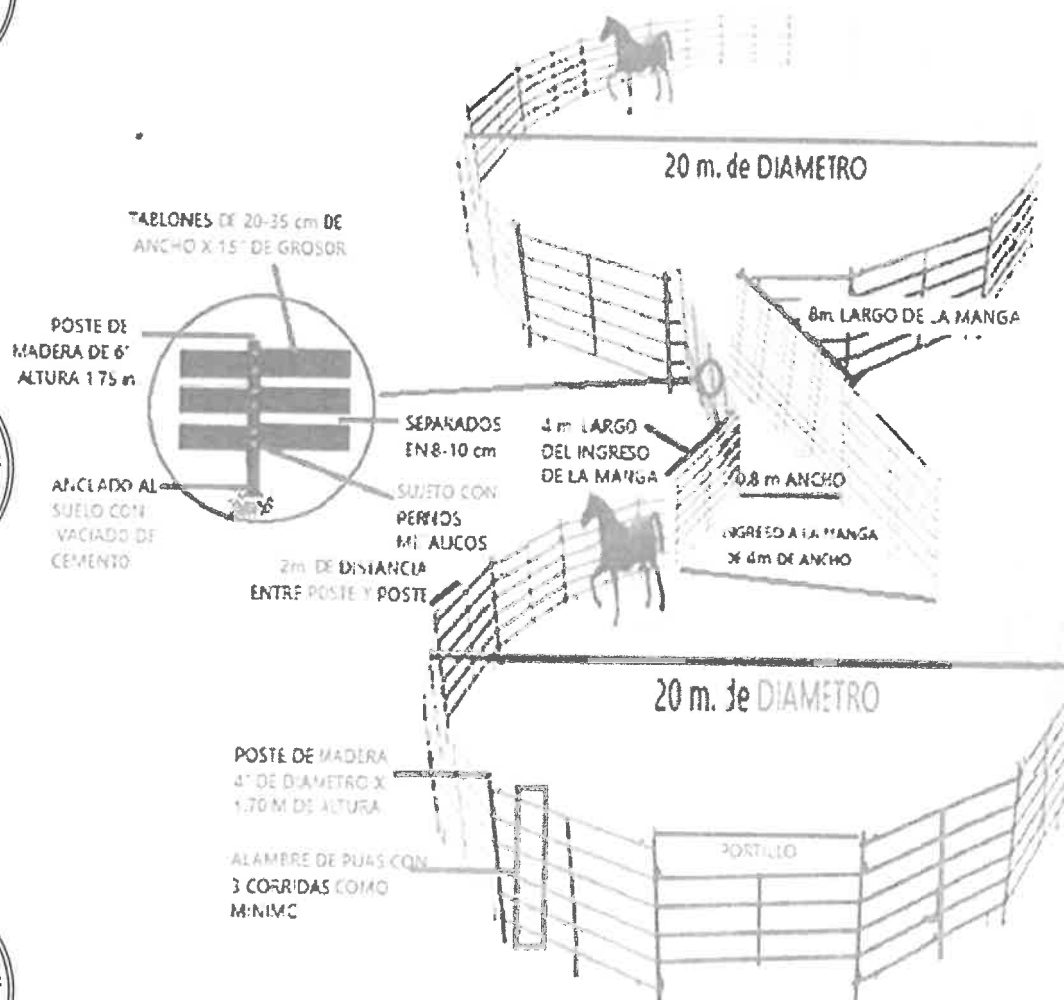 20 m. de DIAMETRO
TABLONES DE 20-35 cm DE
ANCHO X 15" DE GROSOR
8m LARGO DE LA MANGA
POSTE DE
MADERA DE 6"
ALTURA 1.75 m
SEPARADOS
EN 8-10 cm
4 m LARGO
DEL INGRESO
DE LA MANGA
0.8 m ANCHO
ANCLADO AL
SUELO CON
VACIADO DE
CEMENTO
SUJETO CON
PERNOS
METALICOS
INGRESO A LA MANGA
DE 4m DE ANCHO
2m DE DISTANCIA
ENTRE POSTE Y POSTE
20 m. de DIAMETRO
POSTE DE MADERA
4" DE DIAMETRO X
1.70 M DE ALTURA
PORTILLO
ALAMBRE DE PUAS CON
3 CORRIDAS COMO
MINIMO